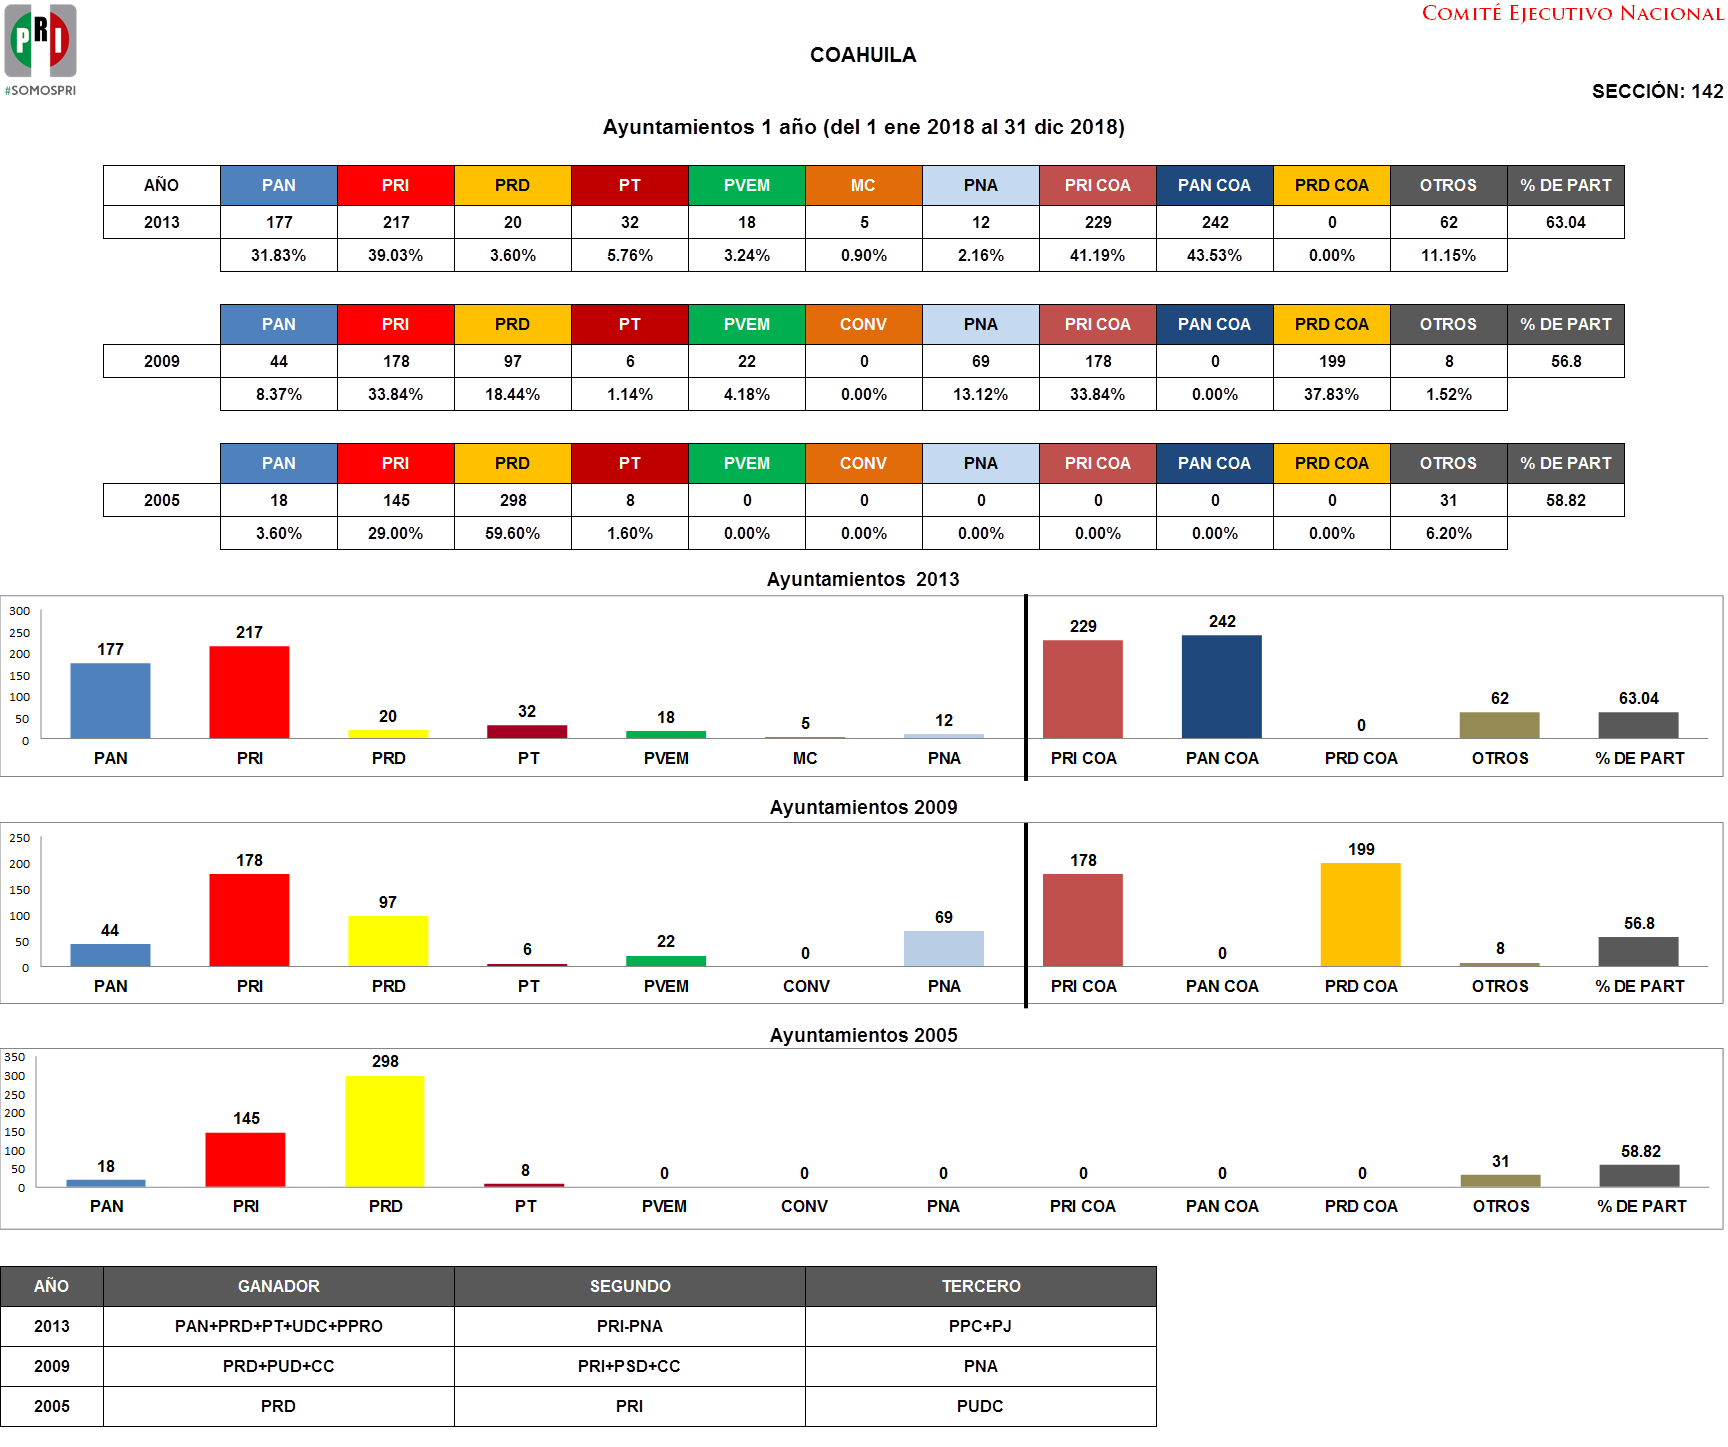 PRI
#SOMOSPRI
COMITÉ EJECUTIVO NACIONAL
COAHUILA
SECCIÓN: 142
Ayuntamientos 1 año (del 1 ene 2018 al 31 dic 2018)
AÑO PAN PRI PRD PT PVEM MC PNA PRI COA PAN COA PRD COA OTROS % DE PART
2013 177 217 20 32 18 5 12 229 242 0 62 63.04
31.83% 39.03% 3.60% 5.76% 3.24% 0.90% 2.16% 41.19% 43.53% 0.00% 11.15%
PAN PRI PRD PT PVEM CONV PNA PRI COA PAN COA PRD COA OTROS % DE PART
2009 44 178 97 6 22 0 69 178 0 199 8 56.8
8.37% 33.84% 18.44% 1.14% 4.18% 0.00% 13.12% 33.84% 0.00% 37.83% 1.52%
PAN PRI PRD PT PVEM CONV PNA PRI COA PAN COA PRD COA OTROS % DE PART
2005 18 145 298 8 0 0 0 0 0 0 31 58.82
3.60% 29.00% 59.60% 1.60% 0.00% 0.00% 0.00% 0.00% 0.00% 0.00% 6.20%
Ayuntamientos 2013
300
250
200
150
100
50
0
177 217 20 32 18 5 12 229 242 0 62 63.04
PAN PRI PRD PT PVEM MC PNA PRI COA PAN COA PRD COA OTROS % DE PART
Ayuntamientos 2009
250
200
150
100
50
0
44 178 97 6 22 0 69 178 0 199 8 56.8
PAN PRI PRD PT PVEM CONV PNA PRI COA PAN COA PRD COA OTROS % DE PART
Ayuntamientos 2005
350
300
250
200
150
100
50
0
18 145 298 8 0 0 0 0 0 0 31 58.82
PAN PRI PRD PT PVEM CONV PNA PRI COA PAN COA PRD COA OTROS % DE PART
AÑO GANADOR SEGUNDO TERCERO
2013 PAN+PRD+PT+UDC+PPRO PRI-PNA PPC+PJ
2009 PRD+PUD+CC PRI+PSD+CC PNA
2005 PRD PRI PUDC